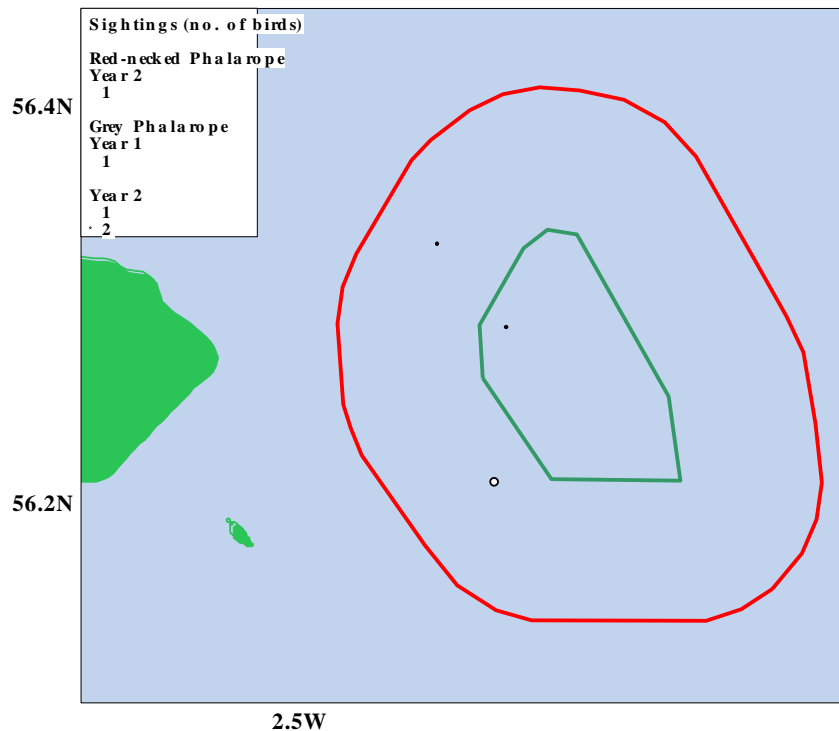 Sightings (no. of birds)
Red-necked Phalarope
Year 2
1
Grey Phalarope
Year 1
1
Year 2
1
2
56.4N
56.2N
2.5W